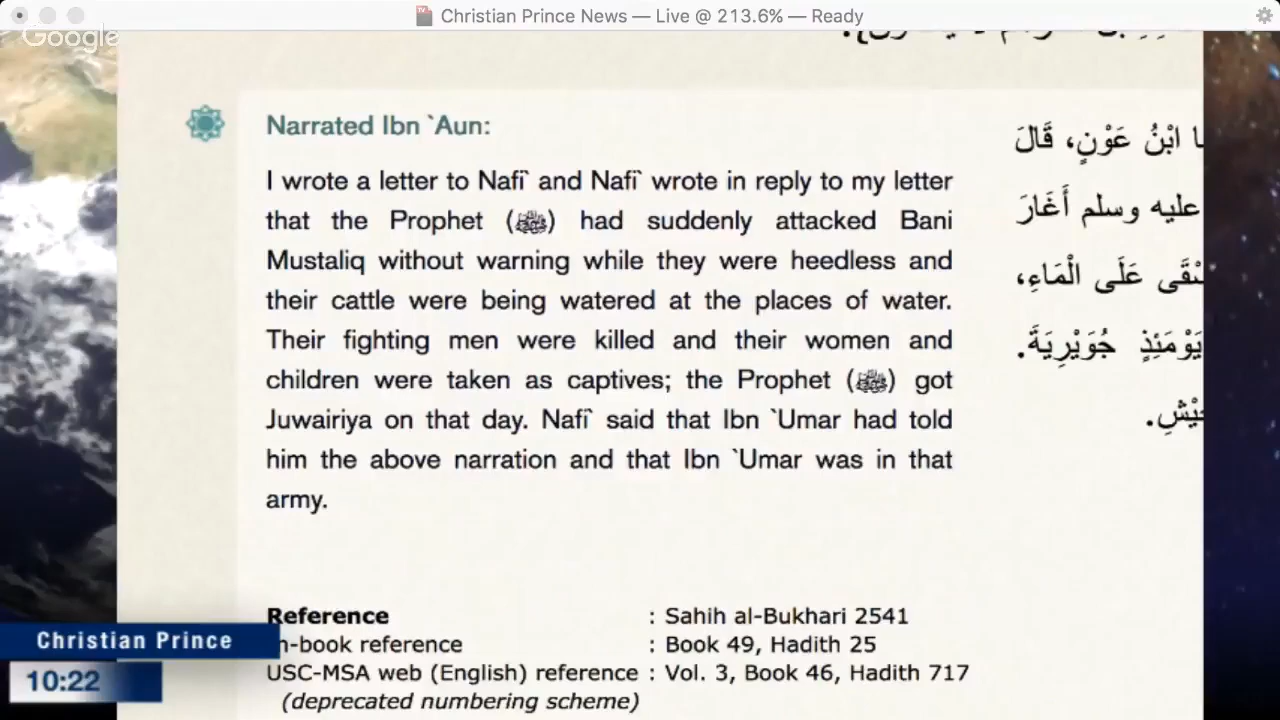 Christian Prince News — Live @ 213.6% — Ready
Google
Narrated Ibn `Aun:
ابْنُ عَوْنٍ، قَالَ
I wrote a letter to Nafi` and Nafi` wrote in reply to my letter
that the Prophet (ﷺ) had suddenly attacked Bani
عليه وسلم أَغَارَ
Mustaliq without warning while they were heedless and
عَلَى الْمَاءِ،
their cattle were being watered at the places of water.
Their fighting men were killed and their women and
يَوْمَئِذٍ جُوَيْرِيَةَ.
children were taken as captives; the Prophet (ﷺ) got
Juwairiya on that day. Nafi` said that Ibn `Umar had told
him the above narration and that Ibn `Umar was in that
army.
Reference : Sahih al-Bukhari 2541
n-book reference : Book 49, Hadith 25
USC-MSA web (English) reference : Vol. 3, Book 46, Hadith 717
(deprecated numbering scheme)
Christian Prince
10:22